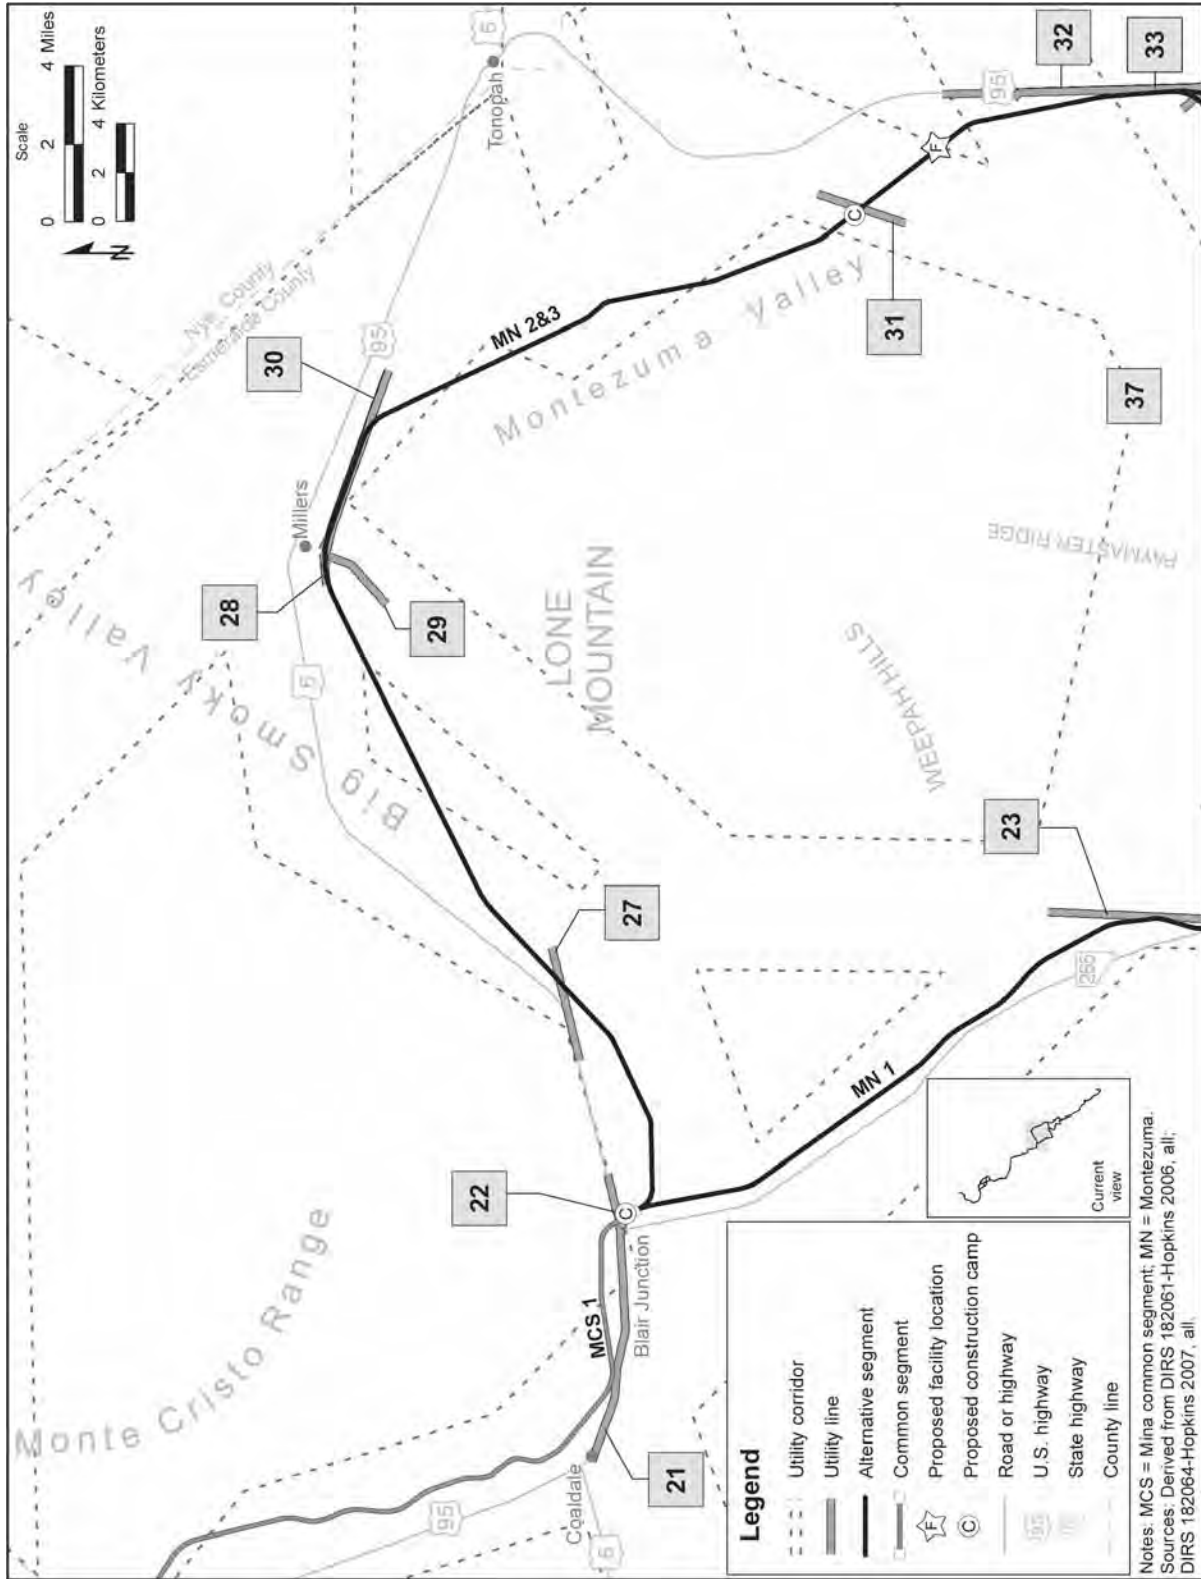 Scale
0 2 4 Miles
0 2 4 Kilometers
N
Nye County
Esmeralda County
6
Tonopah
95
32
33
30
95
MN 2&3
Montezuma Valley
C
F
31
37
Millers
28
29
6
Big Smoky Valley
LONE
MOUNTAIN
WEEPAH HILLS
PAYMASTER RIDGE
27
23
265
MN 1
Monte Cristo Range
22
C
Blair Junction
MCS 1
21
Coaldale
95
6
Legend
Utility corridor
Utility line
Alternative segment
Common segment
F Proposed facility location
C Proposed construction camp
Road or highway
U.S. highway
State highway
County line
Current
view
Notes: MCS = Mina common segment; MN = Montezuma.
Sources: Derived from DIRS 182061-Hopkins 2006, all;
DIRS 182064-Hopkins 2007, all.